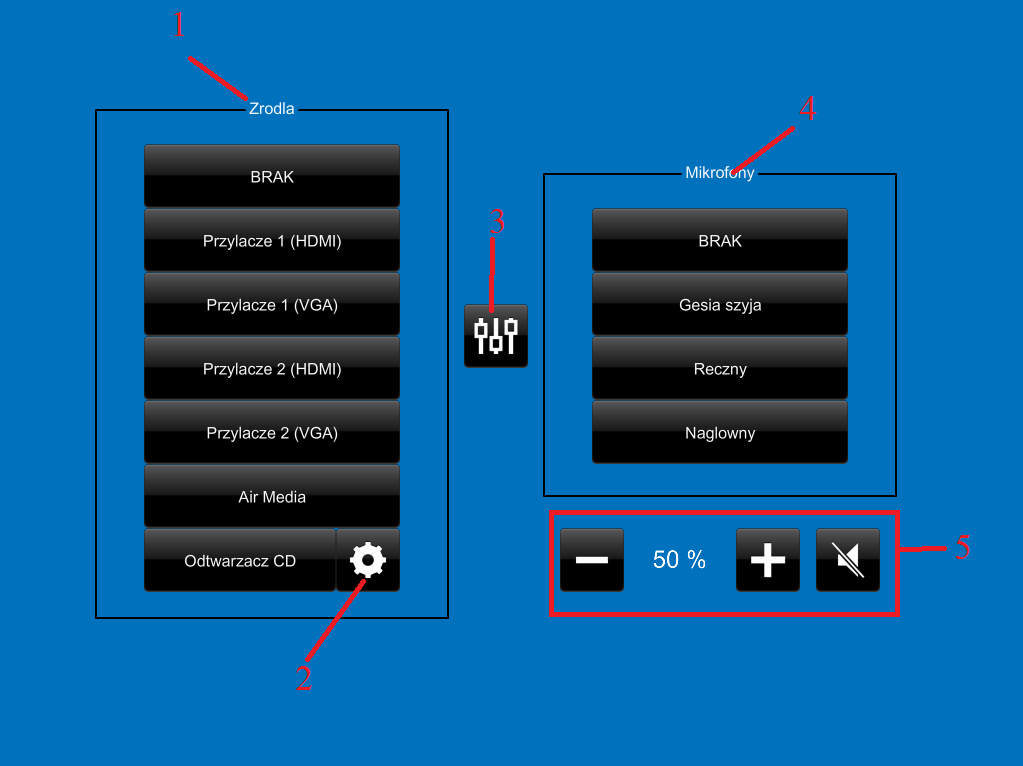 1
Zrodla
BRAK
Przylacze 1 (HDMI)
Przylacze 1 (VGA)
Przylacze 2 (HDMI)
Przylacze 2 (VGA)
Air Media
Odtwarzacz CD
2
3
4
Mikrofony
BRAK
Gesia szyja
Reczny
Naglowny
50 %
5